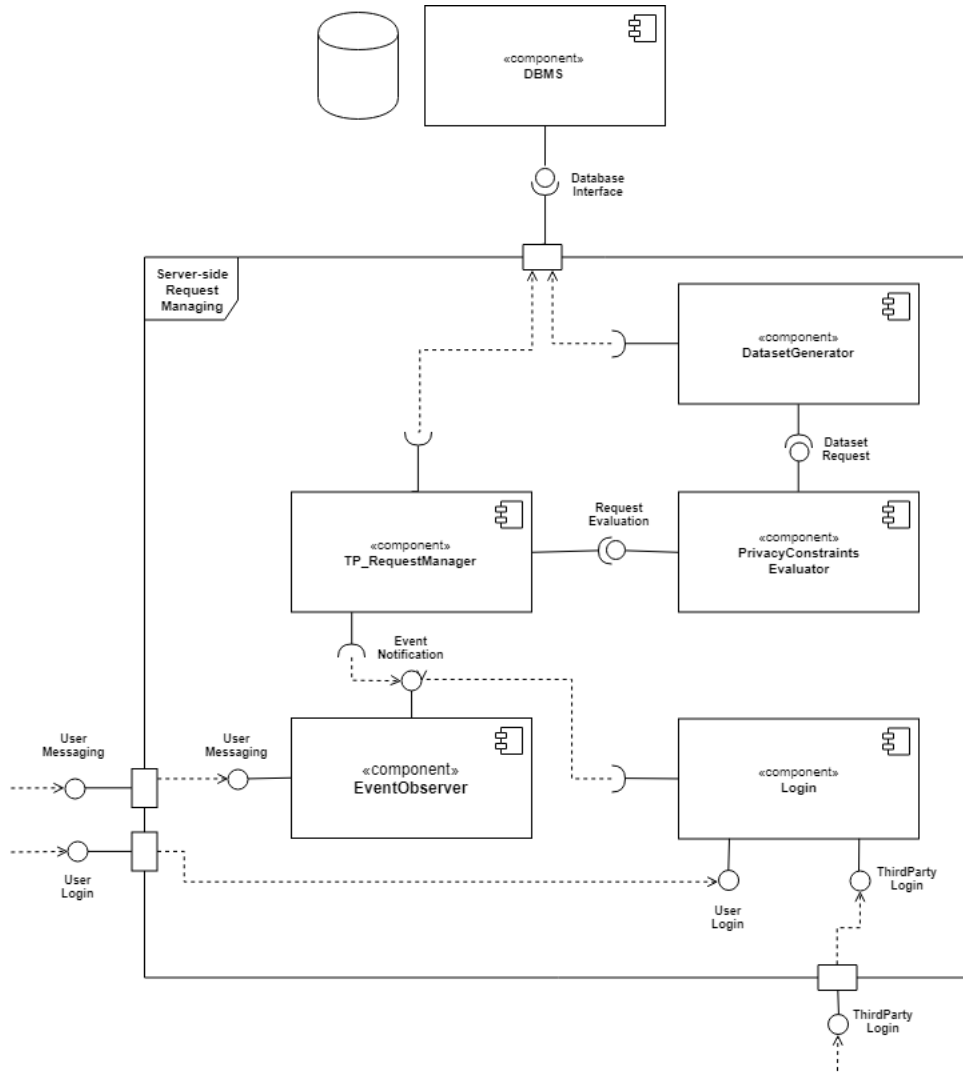 «component»
DBMS
Database
Interface
Server-side
Request
Managing
«component»
DatasetGenerator
Dataset
Request
Request
Evaluation
«component»
TP_RequestManager
«component»
PrivacyConstraints
Evaluator
Event
Notification
User
Messaging
User
Messaging
«component»
EventObserver
«component»
Login
User
Login
User
Login
ThirdParty
Login
ThirdParty
Login